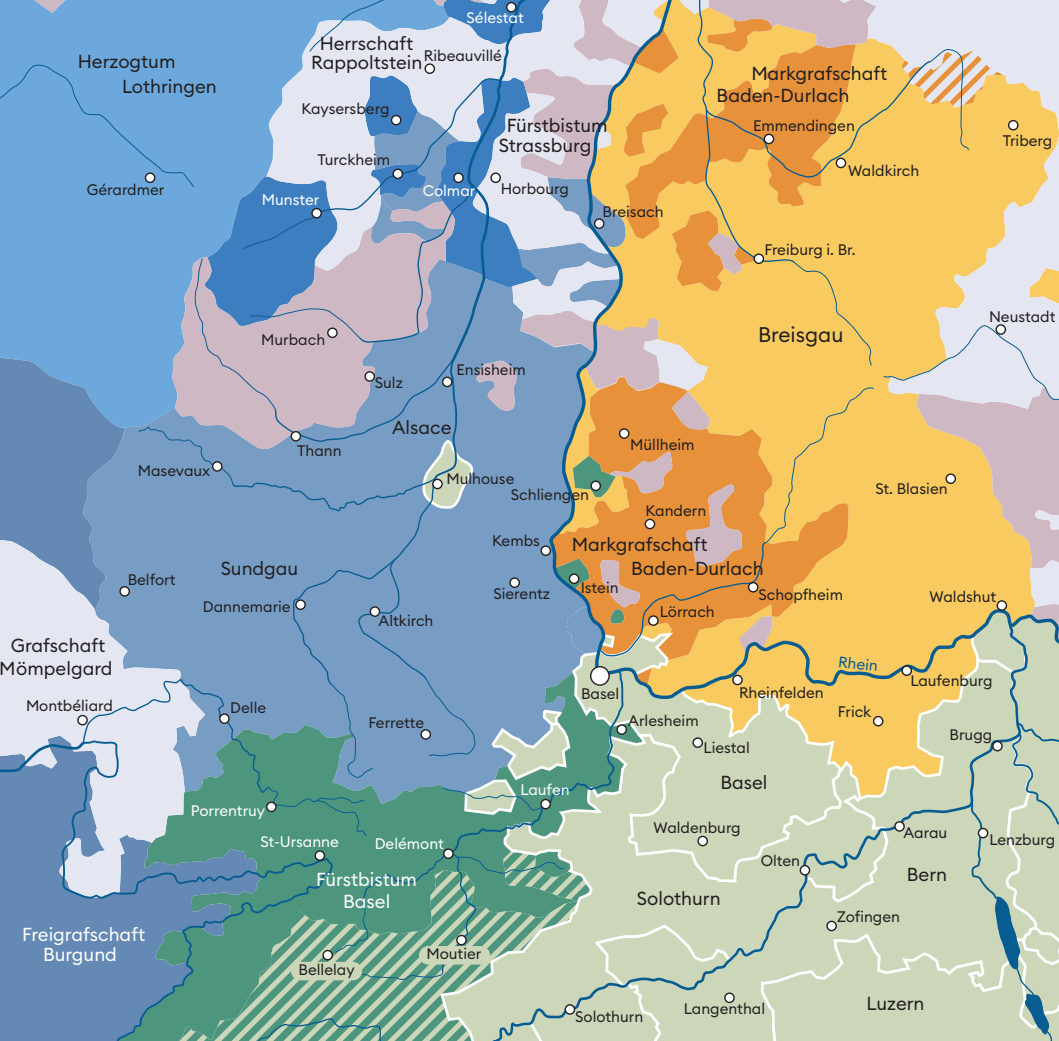 Sélestat
Herrschaft
Rappoltstein
Ribeauvillé
Herzogtum
Lothringen
Markgrafschaft
Baden-Durlach
Kaysersberg
Fürstbistum
Strassburg
Emmendingen
Triberg
Turckheim
Waldkirch
Gérardmer
Colmar
Horbourg
Munster
Breisach
Freiburg i. Br.
Neustadt
Murbach
Breisgau
Ensisheim
Sulz
Alsace
Thann
Müllheim
Masevaux
Mulhouse
Schliengen
St. Blasien
Kandern
Kembs
Markgrafschaft
Baden-Durlach
Sundgau
Belfort
Sierentz
Istein
Schopfheim
Waldshut
Dannemarie
Altkirch
Lörrach
Grafschaft
Mömpelgard
Rhein
Laufenburg
Basel
Rheinfelden
Montbéliard
Delle
Ferrette
Arlesheim
Frick
Liestal
Brugg
Basel
Laufen
Porrentruy
Waldenburg
St-Ursanne
Delémont
Aarau
Lenzburg
Olten
Fürstbistum
Basel
Bern
Solothurn
Zofingen
Freigrafschaft
Burgund
Moutier
Bellelay
Langenthal
Luzern
Solothurn